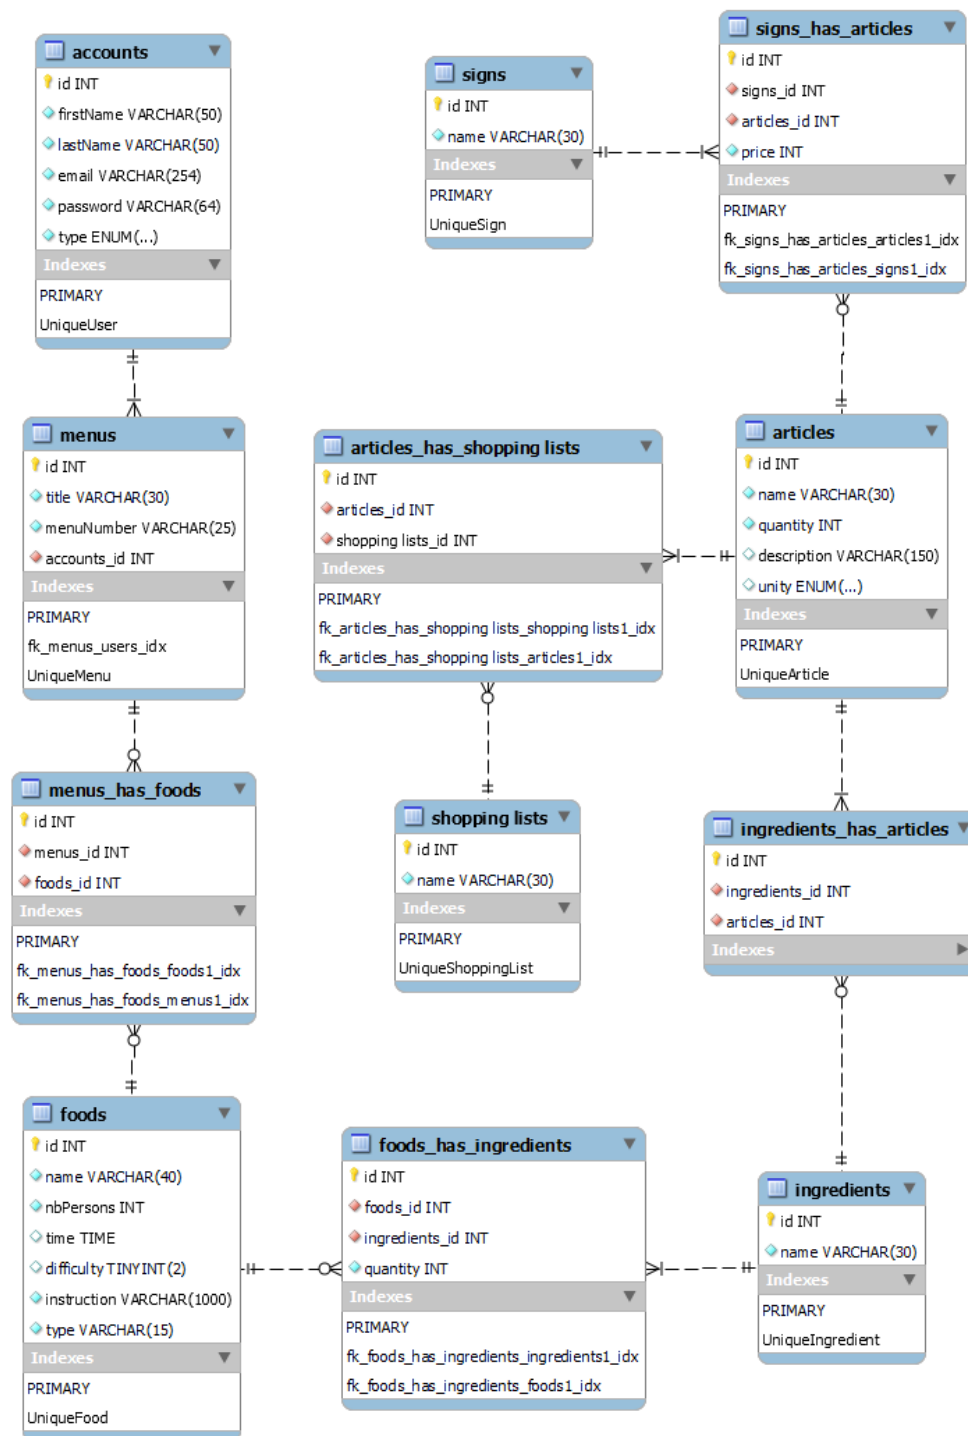 accounts
id INT
firstName VARCHAR(50)
lastName VARCHAR(50)
email VARCHAR(254)
password VARCHAR(64)
type ENUM(...)
Indexes
PRIMARY
UniqueUser
signs
id INT
name VARCHAR(30)
Indexes
PRIMARY
UniqueSign
signs_has_articles
id INT
signs_id INT
articles_id INT
price INT
Indexes
PRIMARY
fk_signs_has_articles_articles1_idx
fk_signs_has_articles_signs1_idx
menus
id INT
title VARCHAR(30)
menuNumber VARCHAR(25)
accounts_id INT
Indexes
PRIMARY
fk_menus_users_idx
UniqueMenu
articles_has_shopping lists
id INT
articles_id INT
shopping lists_id INT
Indexes
PRIMARY
fk_articles_has_shopping lists_shopping lists1_idx
fk_articles_has_shopping lists_articles1_idx
articles
id INT
name VARCHAR(30)
quantity INT
description VARCHAR(150)
unity ENUM(...)
Indexes
PRIMARY
UniqueArticle
menus_has_foods
id INT
menus_id INT
foods_id INT
Indexes
PRIMARY
fk_menus_has_foods_foods1_idx
fk_menus_has_foods_menus1_idx
shopping lists
id INT
name VARCHAR(30)
Indexes
PRIMARY
UniqueShoppingList
ingredients_has_articles
id INT
ingredients_id INT
articles_id INT
Indexes
foods
id INT
name VARCHAR(40)
nbPersons INT
time TIME
difficulty TINYINT(2)
instruction VARCHAR(1000)
type VARCHAR(15)
Indexes
PRIMARY
UniqueFood
foods_has_ingredients
id INT
foods_id INT
ingredients_id INT
quantity INT
Indexes
PRIMARY
fk_foods_has_ingredients_ingredients1_idx
fk_foods_has_ingredients_foods1_idx
ingredients
id INT
name VARCHAR(30)
Indexes
PRIMARY
UniqueIngredient